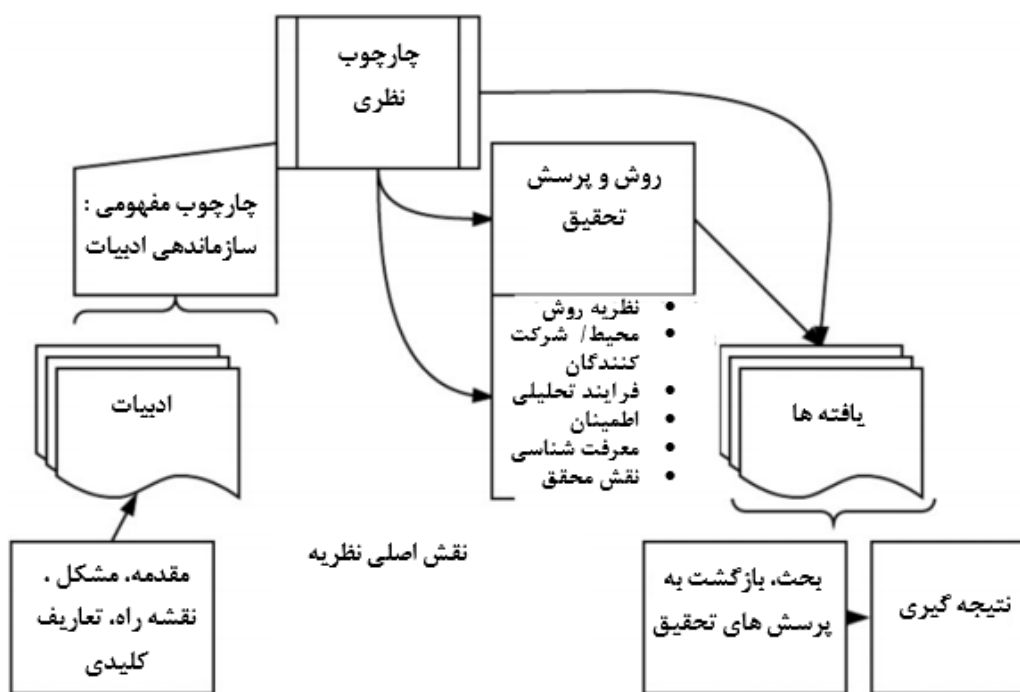 چارچوب
نظری
روش و پرسش
تحقیق
چارچوب مفهومی :
سازماندهی ادبیات
• نظریه روش
• محیط/ شرکت
کنندگان
• فرایند تحلیلی
• اطمینان
• معرفت شناسی
• نقش محقق
ادبیات
یافته ها
نقش اصلی نظریه
مقدمه، مشکل ،
نقشه راه، تعاریف
کلیدی
بحث، بازگشت به
پرسش های تحقیق
نتیجه گیری